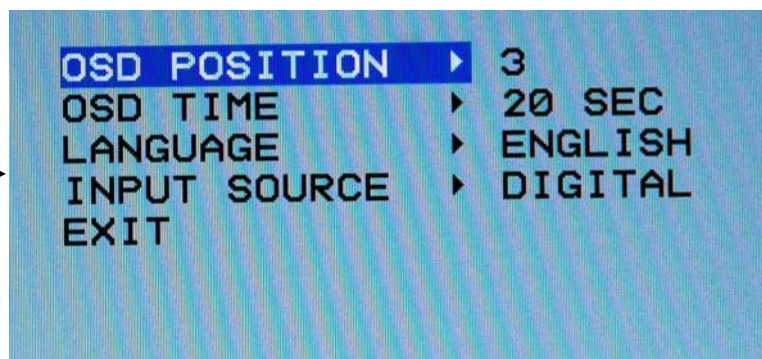 OSD POSITION ▸ 3
OSD TIME ▸ 20 SEC
LANGUAGE ▸ ENGLISH
INPUT SOURCE ▸ DIGITAL
EXIT